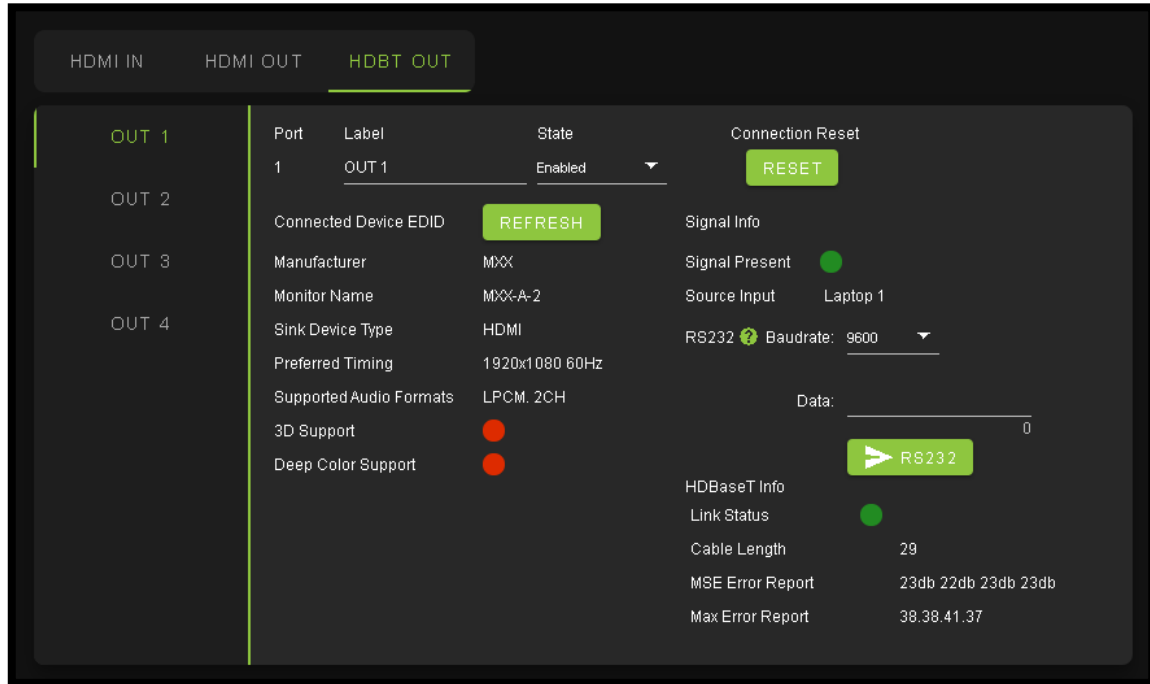 HDMI IN HDMI OUT HDBT OUT
OUT 1
OUT 2
OUT 3
OUT 4
Port Label State Connection Reset
1 OUT 1 Enabled RESET
Connected Device EDID REFRESH
Manufacturer MXX
Monitor Name MXX-A-2
Sink Device Type HDMI
Preferred Timing 1920x1080 60Hz
Supported Audio Formats LPCM. 2CH
3D Support
Deep Color Support
Signal Info
Signal Present
Source Input Laptop 1
RS232 ? Baudrate: 9600
Data:
0
RS232
HDBaseT Info
Link Status
Cable Length 29
MSE Error Report 23db 22db 23db 23db
Max Error Report 38.38.41.37